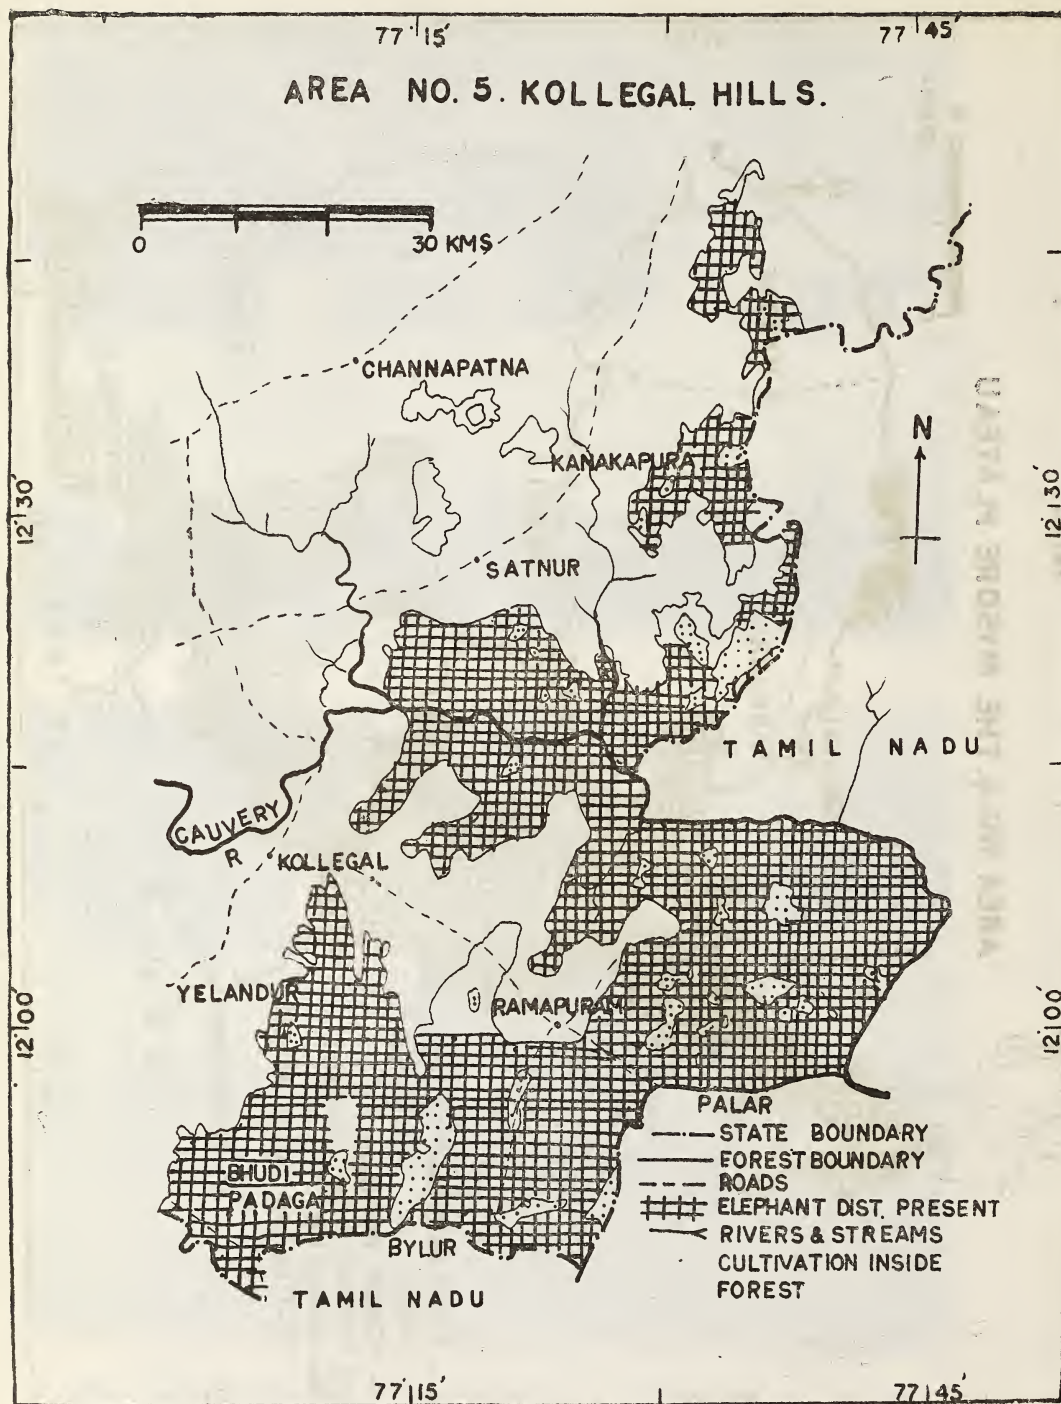 77°15′ 77°45′
AREA NO. 5. KOLLEGAL HILLS.
0 30 KMS
CHANNAPATNA
N
KANAKAPURA
12°30′ 12°30′
SATNUR
TAMIL NADU
CAUVERY
R
KOLLEGAL
YELANDUR
RAMAPURAM
12°00′ 12°00′
PALAR
STATE BOUNDARY
FOREST BOUNDARY
ROADS
BHUDI
PADAGA
ELEPHANT DIST. PRESENT
RIVERS & STREAMS
BYLUR
CULTIVATION INSIDE
FOREST
TAMIL NADU
77°15′ 77°45′